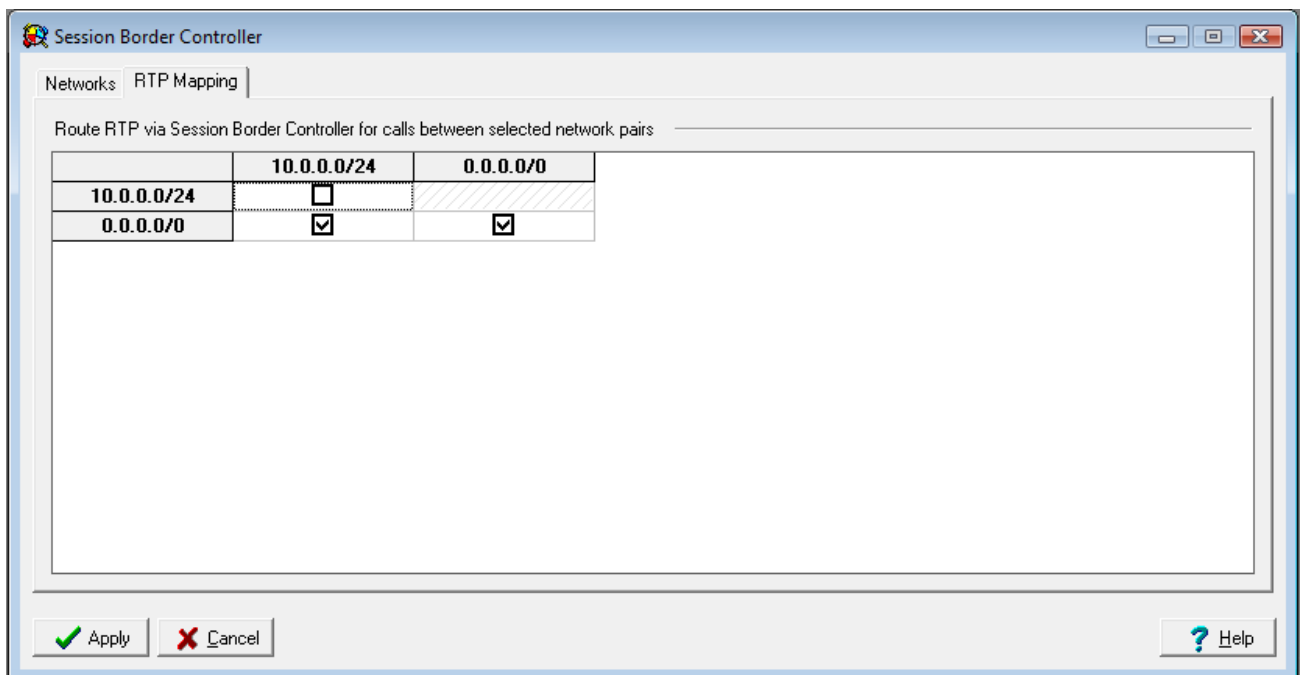 Session Border Controller
Networks RTP Mapping
Route RTP via Session Border Controller for calls between selected network pairs
10.0.0.0/24 0.0.0.0/0
10.0.0.0/24
0.0.0.0/0
Apply Cancel Help